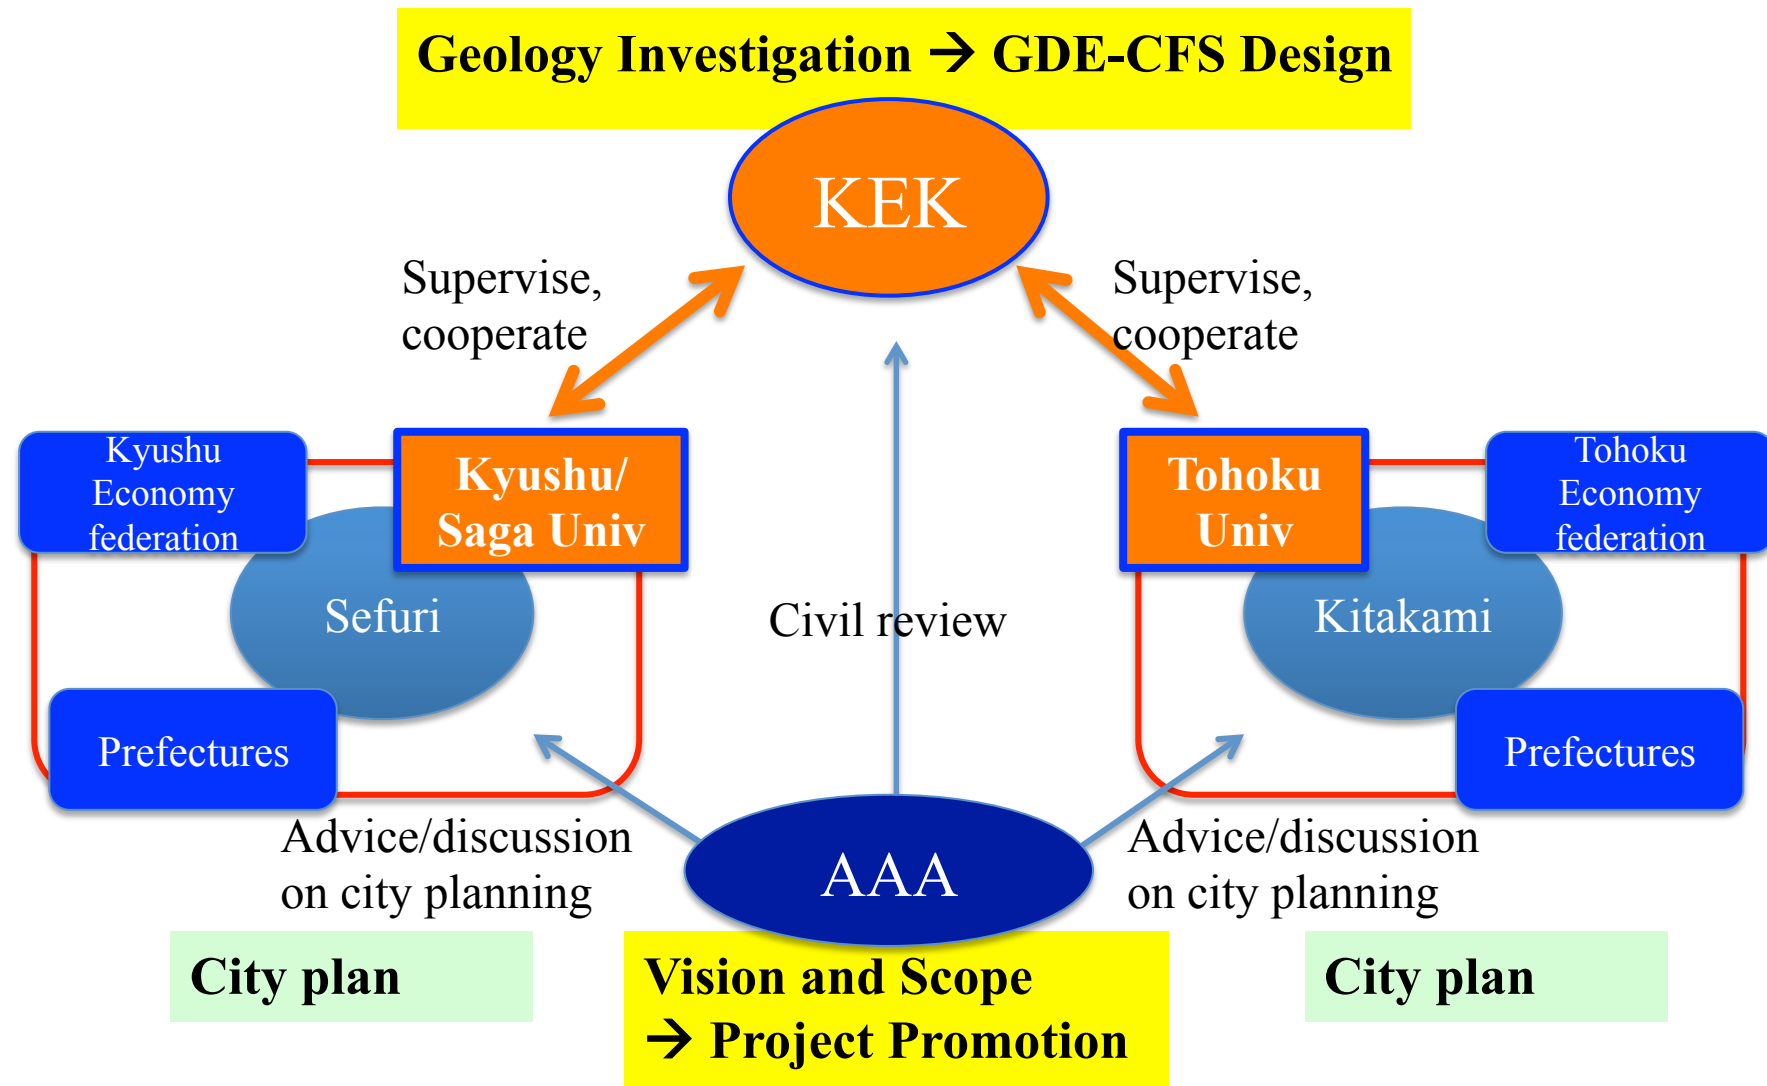 Geology Investigation → GDE-CFS Design
KEK
Supervise,
cooperate
Supervise,
cooperate
Kyushu
Economy
federation
Kyushu/
Saga Univ
Tohoku
Univ
Tohoku
Economy
federation
Sefuri
Civil review
Kitakami
Prefectures
Prefectures
Advice/discussion
on city planning
AAA
Advice/discussion
on city planning
City plan
Vision and Scope
→ Project Promotion
City plan